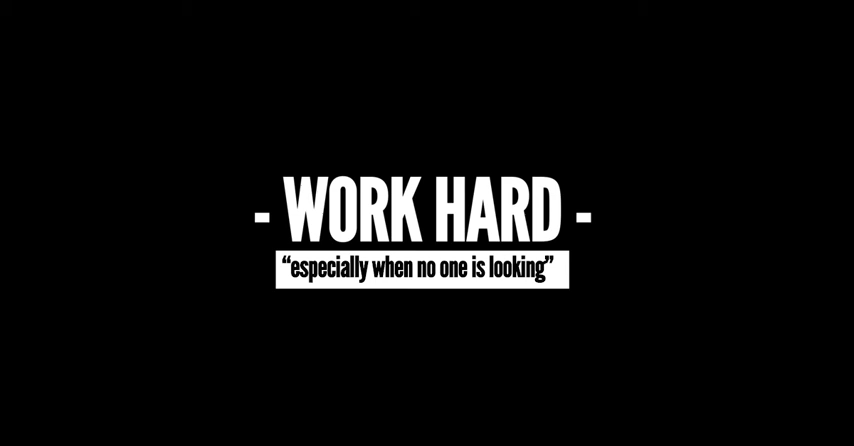 - WORK HARD -
“especially when no one is looking”